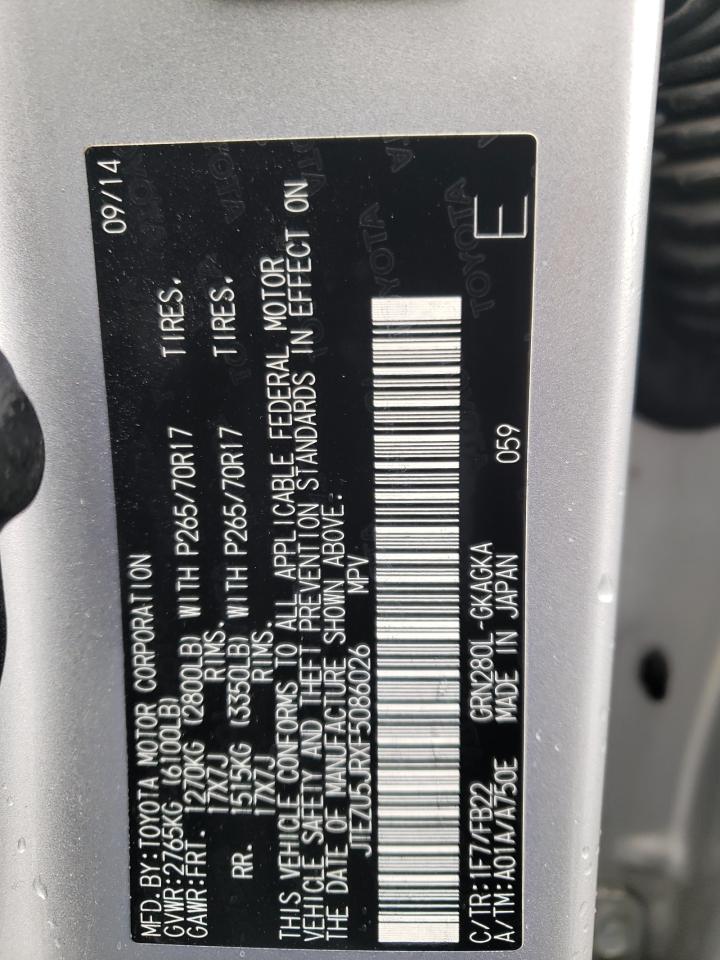 MFD.BY:TOYOTA MOTOR CORPORATION 09/14
GVWR:2765KG (6100LB)
GAWR:FRT. 1270KG (2800LB) WITH P265/70R17 TIRES.
17X7J RIMS.
RR. 1515KG (3350LB) WITH P265/70R17 TIRES.
17X7J RIMS.
THIS VEHICLE CONFORMS TO ALL APPLICABLE FEDERAL MOTOR
VEHICLE SAFETY AND THEFT PREVENTION STANDARDS IN EFFECT ON
THE DATE OF MANUFACTURE SHOWN ABOVE.
JTEZU5JRXF5086026 MPV
C/TR:1F7/FB22 GRN280L-GKAGKA 059 E
A/TM:A01A/A750E MADE IN JAPAN
TOYOTA